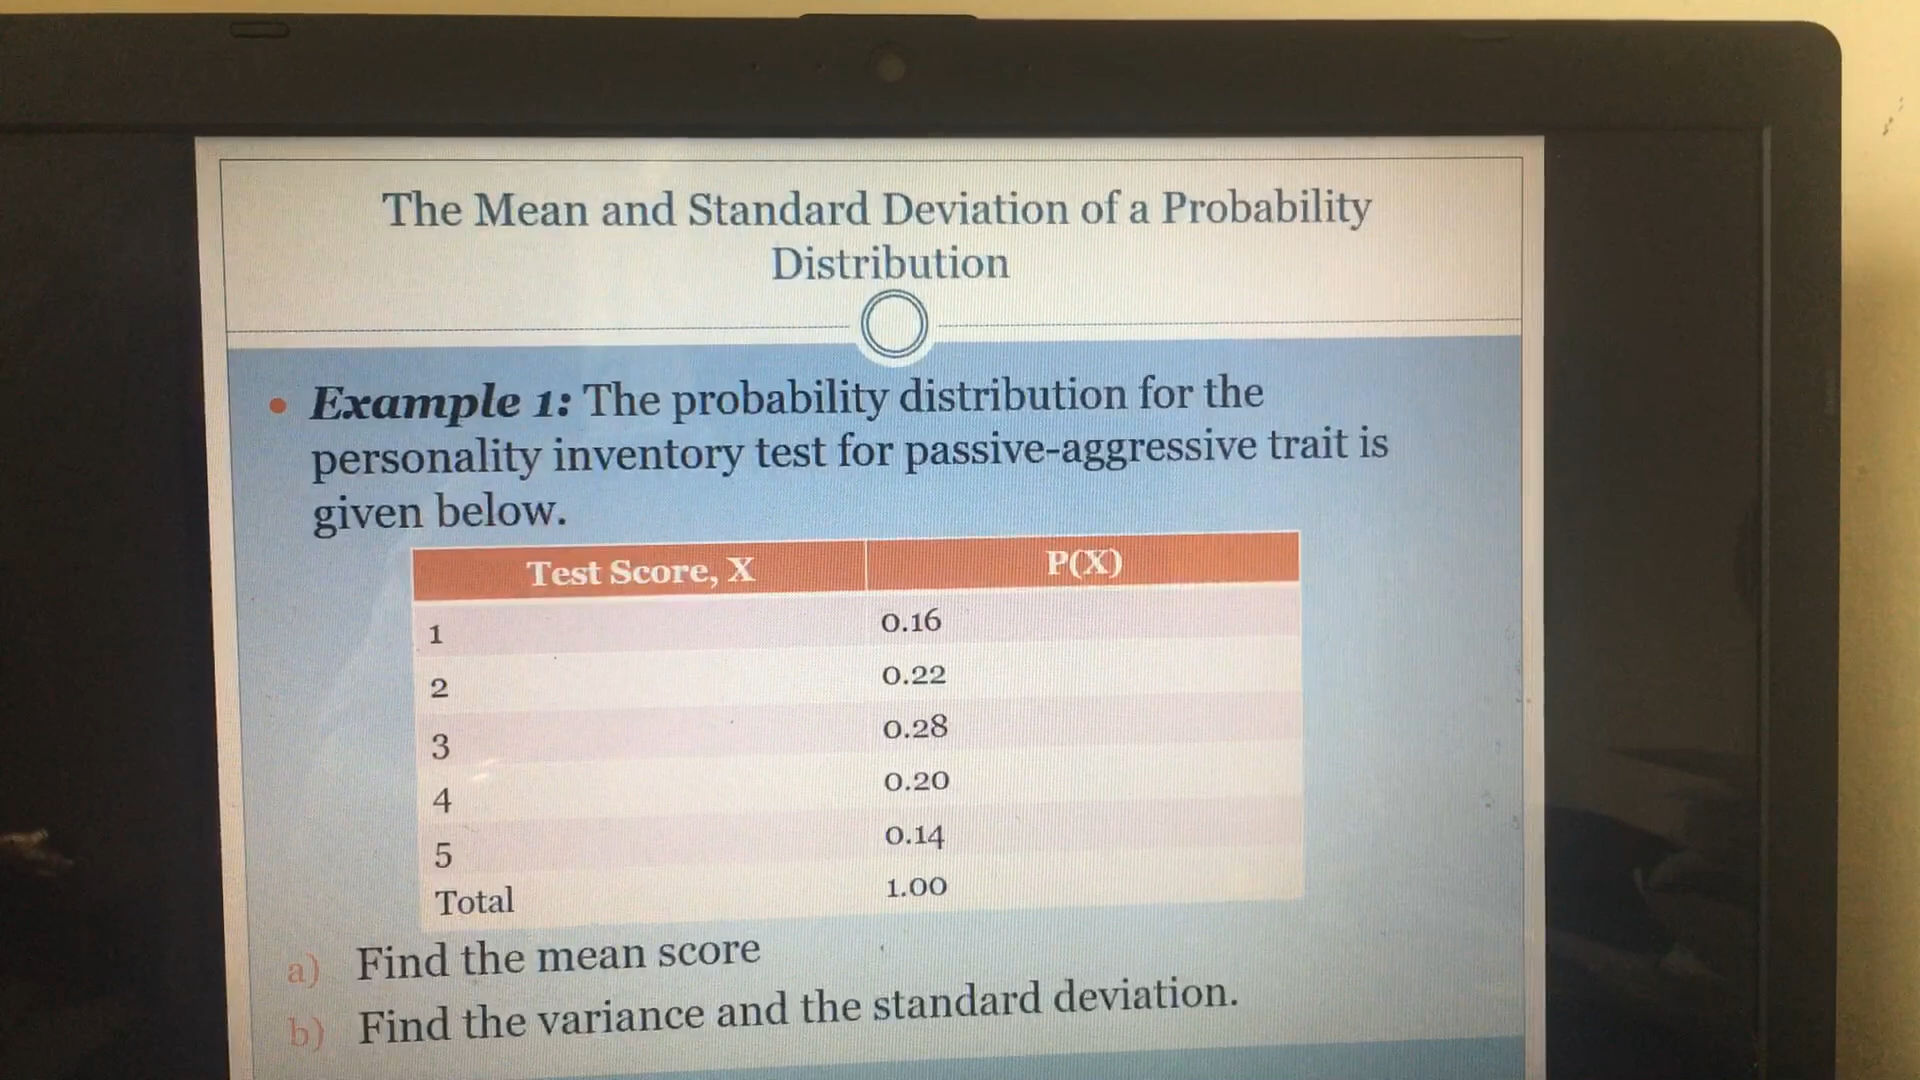 The Mean and Standard Deviation of a Probability
Distribution
• Example 1: The probability distribution for the
personality inventory test for passive-aggressive trait is
given below.
Test Score, X P(X)
1 0.16
2 0.22
3 0.28
4 0.20
5 0.14
Total 1.00
a) Find the mean score
b) Find the variance and the standard deviation.